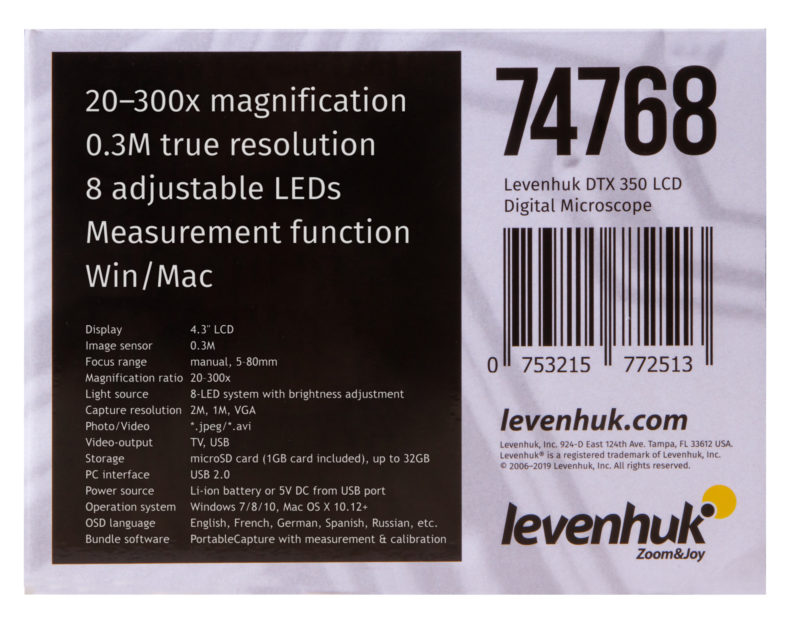 20–300x magnification
0.3M true resolution
8 adjustable LEDs
Measurement function
Win/Mac
Display 4.3" LCD
Image sensor 0.3M
Focus range manual, 5-80mm
Magnification ratio 20-300x
Light source 8-LED system with brightness adjustment
Capture resolution 2M, 1M, VGA
Photo/Video *.jpeg/*.avi
Video-output TV, USB
Storage microSD card (1GB card included), up to 32GB
PC interface USB 2.0
Power source Li-ion battery or 5V DC from USB port
Operation system Windows 7/8/10, Mac OS X 10.12+
OSD language English, French, German, Spanish, Russian, etc.
Bundle software PortableCapture with measurement & calibration
74768
Levenhuk DTX 350 LCD
Digital Microscope
0 753215 772513
levenhuk.com
Levenhuk, Inc. 924-D East 124th Ave. Tampa, FL 33612 USA.
Levenhuk® is a registered trademark of Levenhuk, Inc.
© 2006–2019 Levenhuk, Inc. All rights reserved.
levenhuk
Zoom&Joy